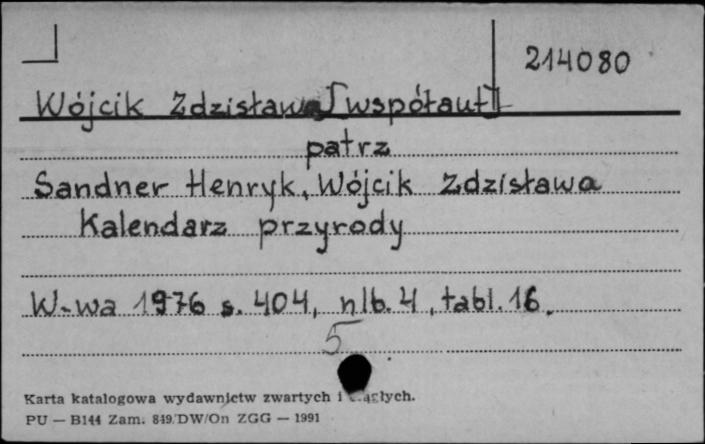 214080
Wójcik Zdzisława [współaut]
patrz
Sandner Henryk, Wójcik Zdzisława
Kalendarz przyrody
W-wa 1976 s. 404, nlb. 4, tabl. 16.
5
Karta katalogowa wydawnictw zwartych i ciągłych.
PU — B144 Zam. 849/DW/On ZGG — 1991